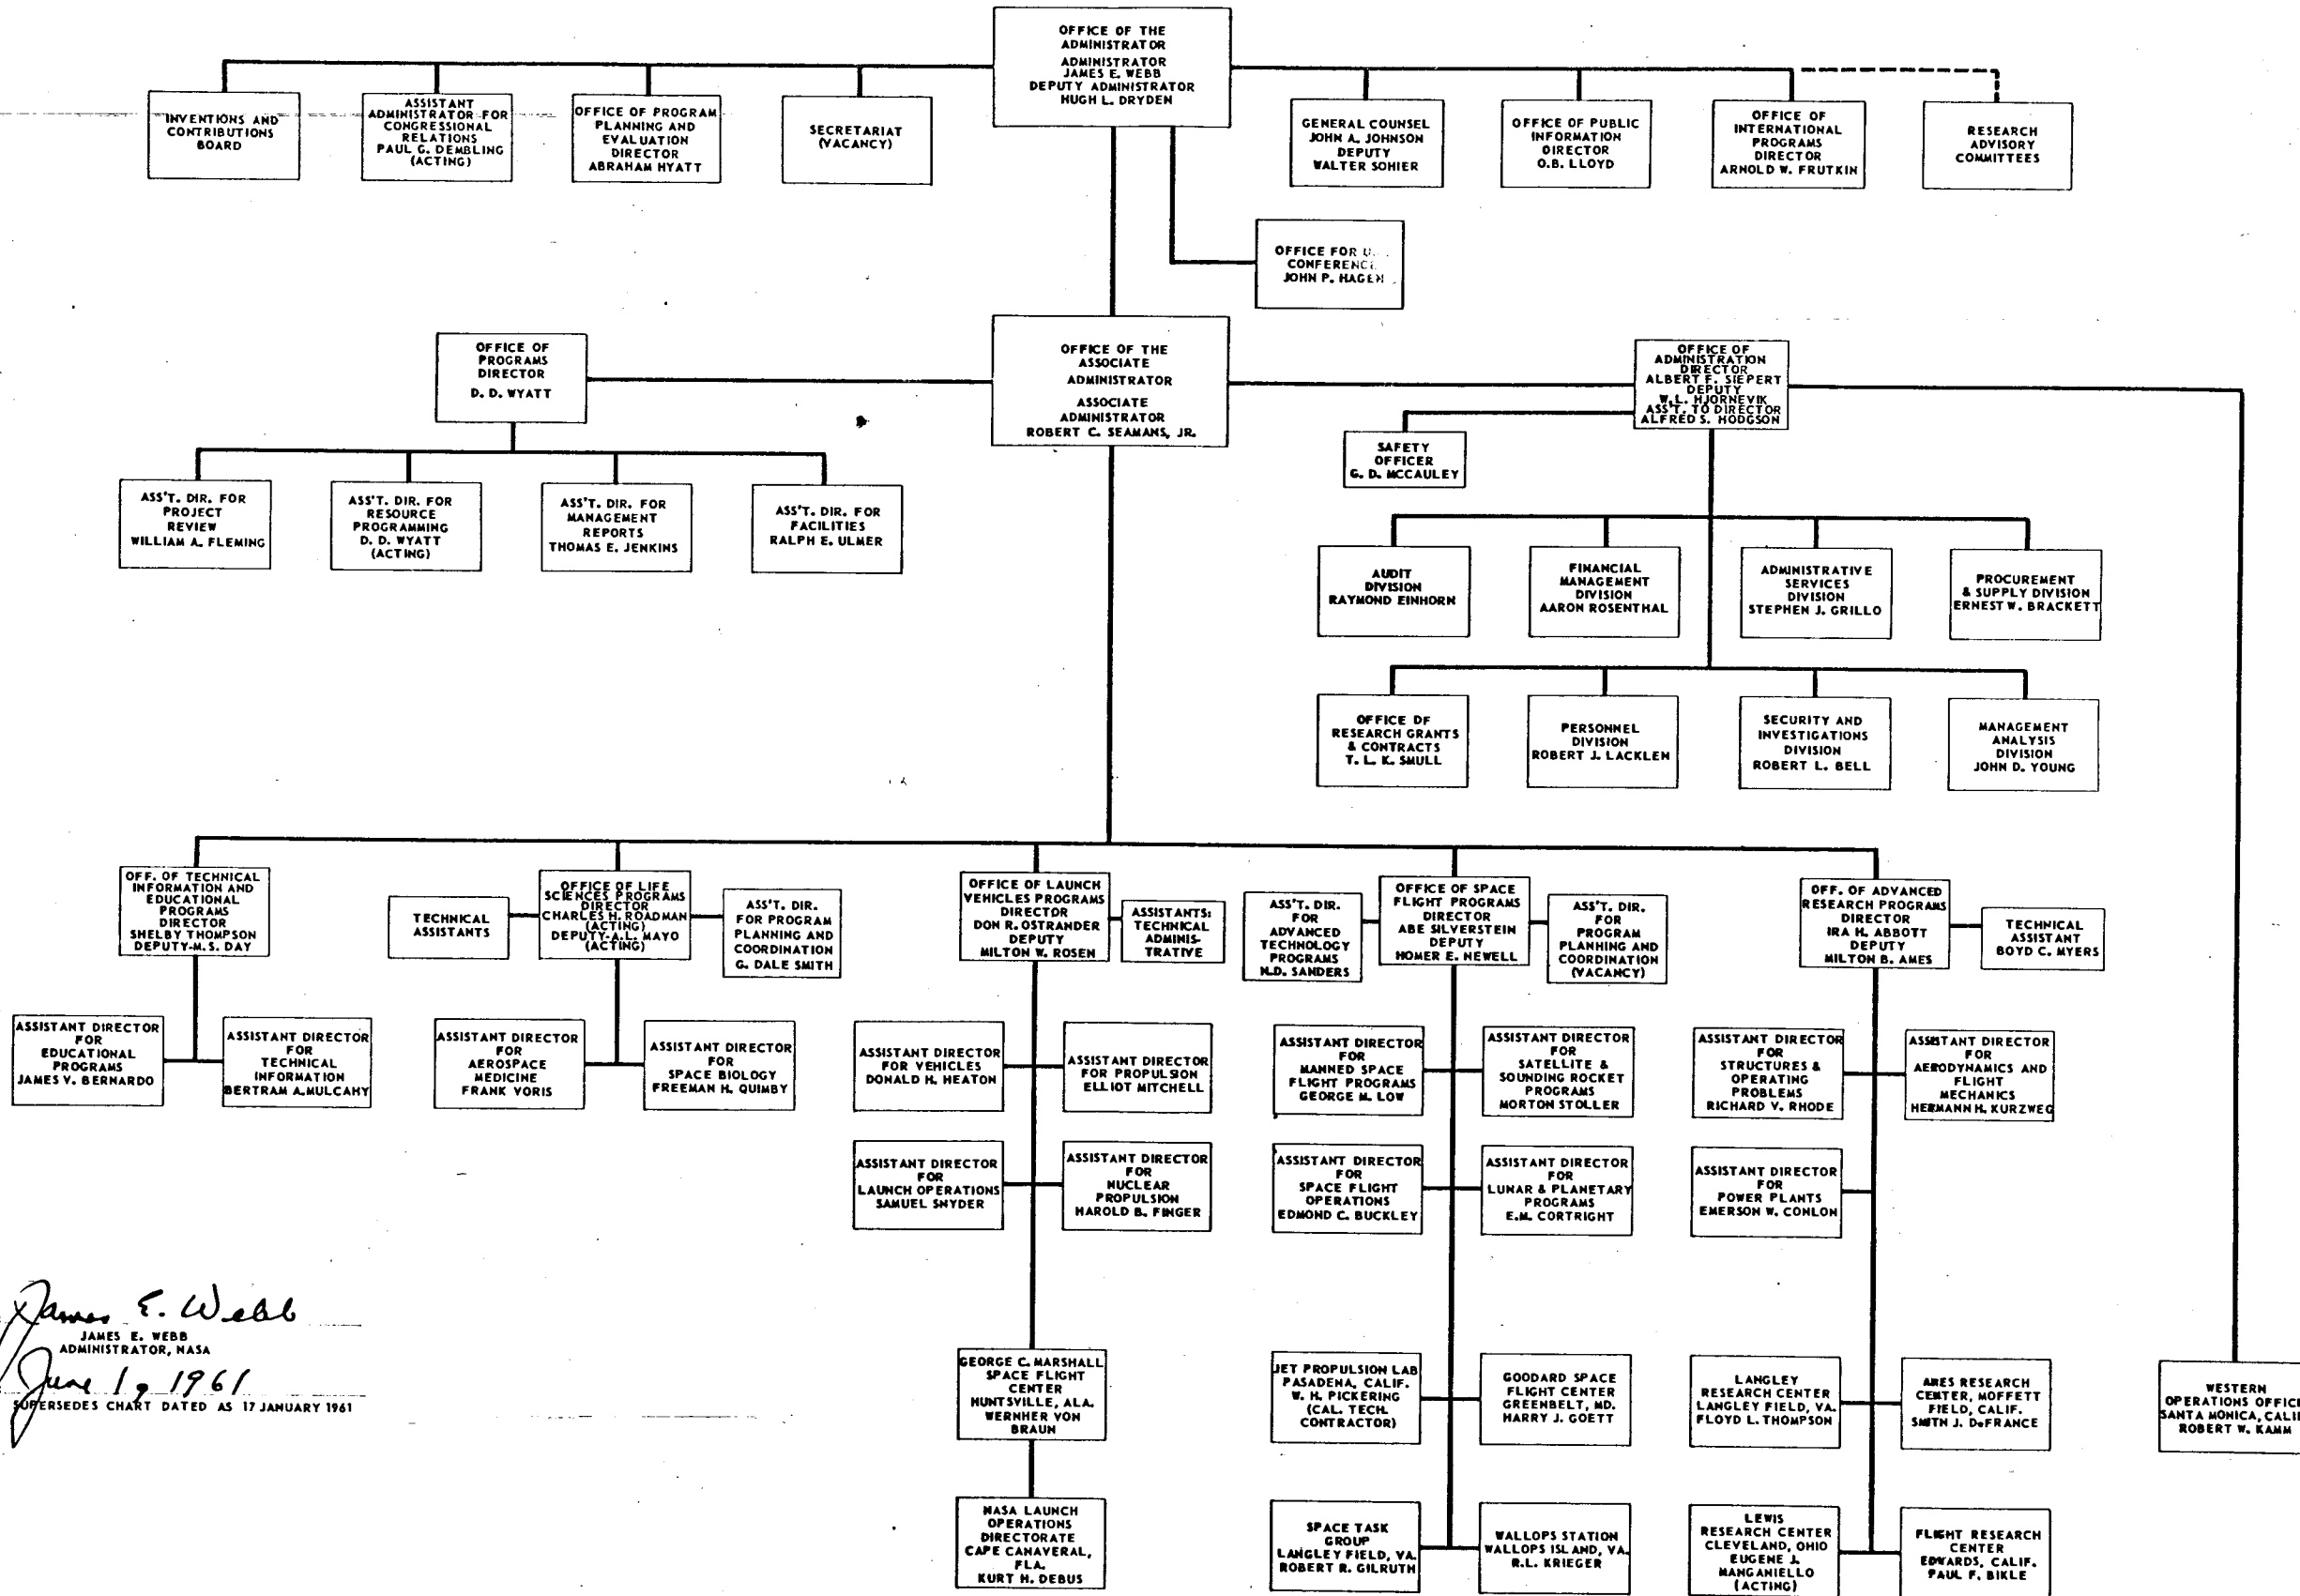 OFFICE OF THE
ADMINISTRATOR
ADMINISTRATOR
JAMES E. WEBB
DEPUTY ADMINISTRATOR
HUGH L. DRYDEN
INVENTIONS AND
CONTRIBUTIONS
BOARD
ASSISTANT
ADMINISTRATOR FOR
CONGRESSIONAL
RELATIONS
PAUL G. DEMBLING
(ACTING)
OFFICE OF PROGRAM
PLANNING AND
EVALUATION
DIRECTOR
ABRAHAM HYATT
SECRETARIAT
(VACANCY)
GENERAL COUNSEL
JOHN A. JOHNSON
DEPUTY
WALTER SOHIER
OFFICE OF PUBLIC
INFORMATION
DIRECTOR
O.B. LLOYD
OFFICE OF
INTERNATIONAL
PROGRAMS
DIRECTOR
ARNOLD W. FRUTKIN
RESEARCH
ADVISORY
COMMITTEES
OFFICE FOR U.
CONFERENCE
JOHN P. HAGEN
OFFICE OF
PROGRAMS
DIRECTOR
D. D. WYATT
OFFICE OF THE
ASSOCIATE
ADMINISTRATOR
ASSOCIATE
ADMINISTRATOR
ROBERT C. SEAMANS, JR.
OFFICE OF
ADMINISTRATION
DIRECTOR
ALBERT F. SIEPERT
DEPUTY
W.L. HJORNEVIK
ASS'T. TO DIRECTOR
ALFRED S. HODGSON
SAFETY
OFFICER
G. D. MCCAULEY
ASS'T. DIR. FOR
PROJECT
REVIEW
WILLIAM A. FLEMING
ASS'T. DIR. FOR
RESOURCE
PROGRAMMING
D. D. WYATT
(ACTING)
ASS'T. DIR. FOR
MANAGEMENT
REPORTS
THOMAS E. JENKINS
ASS'T. DIR. FOR
FACILITIES
RALPH E. ULMER
AUDIT
DIVISION
RAYMOND EINHORN
FINANCIAL
MANAGEMENT
DIVISION
AARON ROSENTHAL
ADMINISTRATIVE
SERVICES
DIVISION
STEPHEN J. GRILLO
PROCUREMENT
& SUPPLY DIVISION
ERNEST W. BRACKETT
OFFICE OF
RESEARCH GRANTS
& CONTRACTS
T. L. K. SMULL
PERSONNEL
DIVISION
ROBERT J. LACKLEN
SECURITY AND
INVESTIGATIONS
DIVISION
ROBERT L. BELL
MANAGEMENT
ANALYSIS
DIVISION
JOHN D. YOUNG
OFF. OF TECHNICAL
INFORMATION AND
EDUCATIONAL
PROGRAMS
DIRECTOR
SHELBY THOMPSON
DEPUTY-M.S. DAY
TECHNICAL
ASSISTANTS
OFFICE OF LIFE
SCIENCES PROGRAMS
DIRECTOR
CHARLES H. ROADMAN
(ACTING)
DEPUTY-A.L. MAYO
(ACTING)
ASS'T. DIR.
FOR PROGRAM
PLANNING AND
COORDINATION
G. DALE SMITH
OFFICE OF LAUNCH
VEHICLES PROGRAMS
DIRECTOR
DON R. OSTRANDER
DEPUTY
MILTON W. ROSEN
ASSISTANTS:
TECHNICAL
ADMINIS-
TRATIVE
ASS'T. DIR.
FOR
ADVANCED
TECHNOLOGY
PROGRAMS
N.D. SANDERS
OFFICE OF SPACE
FLIGHT PROGRAMS
DIRECTOR
ABE SILVERSTEIN
DEPUTY
HOMER E. NEWELL
ASS'T. DIR.
FOR
PROGRAM
PLANNING AND
COORDINATION
(VACANCY)
OFF. OF ADVANCED
RESEARCH PROGRAMS
DIRECTOR
IRA H. ABBOTT
DEPUTY
MILTON B. AMES
TECHNICAL
ASSISTANT
BOYD C. MYERS
ASSISTANT DIRECTOR
FOR
EDUCATIONAL
PROGRAMS
JAMES V. BERNARDO
ASSISTANT DIRECTOR
FOR
TECHNICAL
INFORMATION
BERTRAM A.MULCAHY
ASSISTANT DIRECTOR
FOR
AEROSPACE
MEDICINE
FRANK VORIS
ASSISTANT DIRECTOR
FOR
SPACE BIOLOGY
FREEMAN H. QUIMBY
ASSISTANT DIRECTOR
FOR VEHICLES
DONALD H. HEATON
ASSISTANT DIRECTOR
FOR PROPULSION
ELLIOT MITCHELL
ASSISTANT DIRECTOR
FOR
MANNED SPACE
FLIGHT PROGRAMS
GEORGE M. LOW
ASSISTANT DIRECTOR
FOR
SATELLITE &
SOUNDING ROCKET
PROGRAMS
MORTON STOLLER
ASSISTANT DIRECTOR
FOR
STRUCTURES &
OPERATING
PROBLEMS
RICHARD V. RHODE
ASSISTANT DIRECTOR
FOR
AERODYNAMICS AND
FLIGHT
MECHANICS
HERMANN H. KURZWEG
ASSISTANT DIRECTOR
FOR
LAUNCH OPERATIONS
SAMUEL SNYDER
ASSISTANT DIRECTOR
FOR
NUCLEAR
PROPULSION
HAROLD B. FINGER
ASSISTANT DIRECTOR
FOR
SPACE FLIGHT
OPERATIONS
EDMOND C. BUCKLEY
ASSISTANT DIRECTOR
FOR
LUNAR & PLANETARY
PROGRAMS
E.M. CORTRIGHT
ASSISTANT DIRECTOR
FOR
POWER PLANTS
EMERSON W. CONLON
James E. Webb
JAMES E. WEBB
ADMINISTRATOR, NASA
June 1, 1961
SUPERSEDES CHART DATED AS 17 JANUARY 1961
GEORGE C. MARSHALL
SPACE FLIGHT
CENTER
HUNTSVILLE, ALA.
WERNHER VON
BRAUN
JET PROPULSION LAB
PASADENA, CALIF.
W. H. PICKERING
(CAL. TECH.
CONTRACTOR)
GOODARD SPACE
FLIGHT CENTER
GREENBELT, MD.
HARRY J. GOETT
LANGLEY
RESEARCH CENTER
LANGLEY FIELD, VA.
FLOYD L. THOMPSON
AMES RESEARCH
CENTER, MOFFETT
FIELD, CALIF.
SMITH J. DeFRANCE
WESTERN
OPERATIONS OFFICE
SANTA MONICA, CALIF
ROBERT W. KAMM
NASA LAUNCH
OPERATIONS
DIRECTORATE
CAPE CANAVERAL,
FLA.
KURT H. DEBUS
SPACE TASK
GROUP
LANGLEY FIELD, VA.
ROBERT R. GILRUTH
WALLOPS STATION
WALLOPS ISLAND, VA.
R.L. KRIEGER
LEWIS
RESEARCH CENTER
CLEVELAND, OHIO
EUGENE J.
MANGANIELLO
(ACTING)
FLIGHT RESEARCH
CENTER
EDWARDS, CALIF.
PAUL F. BIKLE